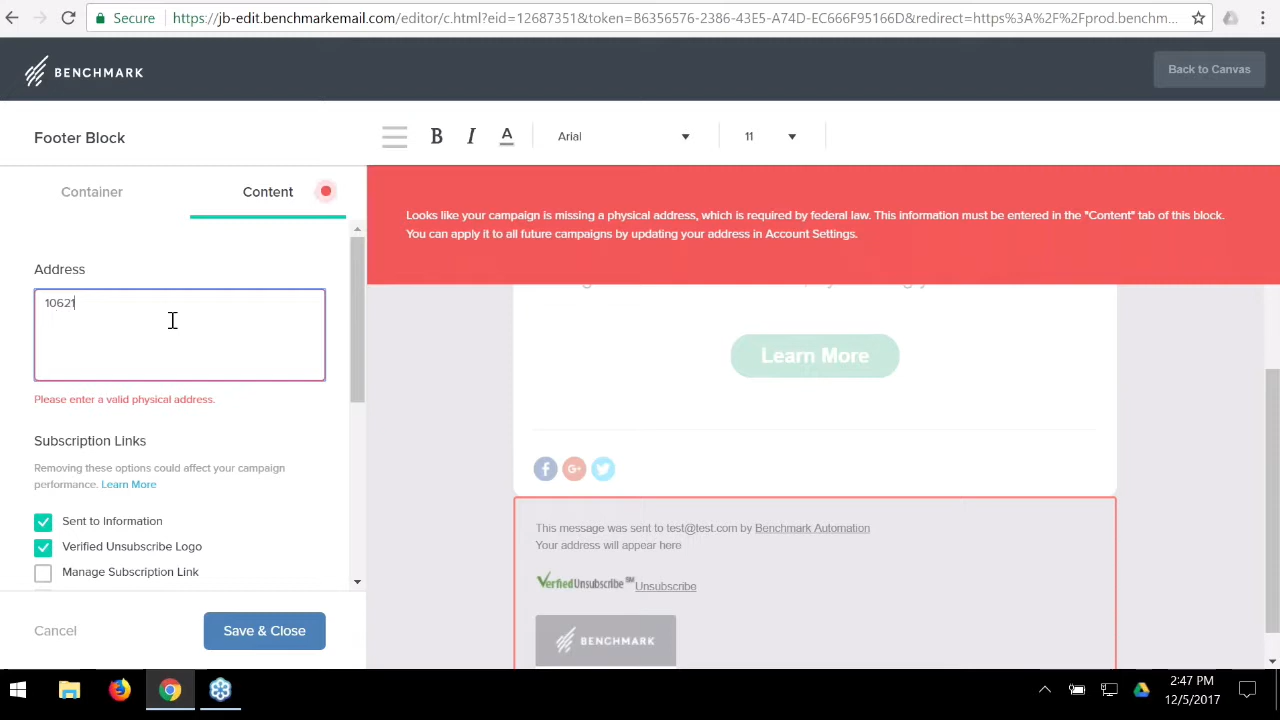 Secure
https://jb-edit.benchmarkemail.com/editor/c.html?eid=12687351&token=B6356576-2386-43E5-A74D-EC666F95166D&redirect=https%3A%2F%2Fprod.benchm...
BENCHMARK
Back to Canvas
Footer Block
B I A
Arial
11
Container
Content
Looks like your campaign is missing a physical address, which is required by federal law. This information must be entered in the "Content" tab of this block.
You can apply it to all future campaigns by updating your address in Account Settings.
Address
10621
Please enter a valid physical address.
Learn More
Subscription Links
Removing these options could affect your campaign
performance. Learn More
Sent to Information
Verified Unsubscribe Logo
Manage Subscription Link
f G+
This message was sent to test@test.com by Benchmark Automation
Your address will appear here
VerifiedUnsubscribe℠ Unsubscribe
BENCHMARK
Cancel
Save & Close
2:47 PM
12/5/2017